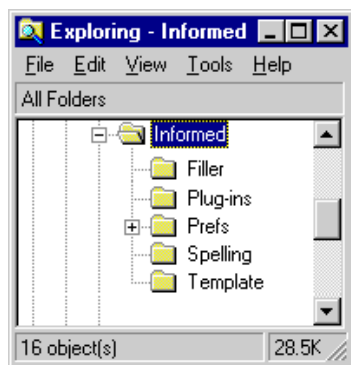 Exploring - Informed
File Edit View Tools Help
All Folders
Informed
Filler
Plug-ins
Prefs
Spelling
Template
16 object(s) 28.5K